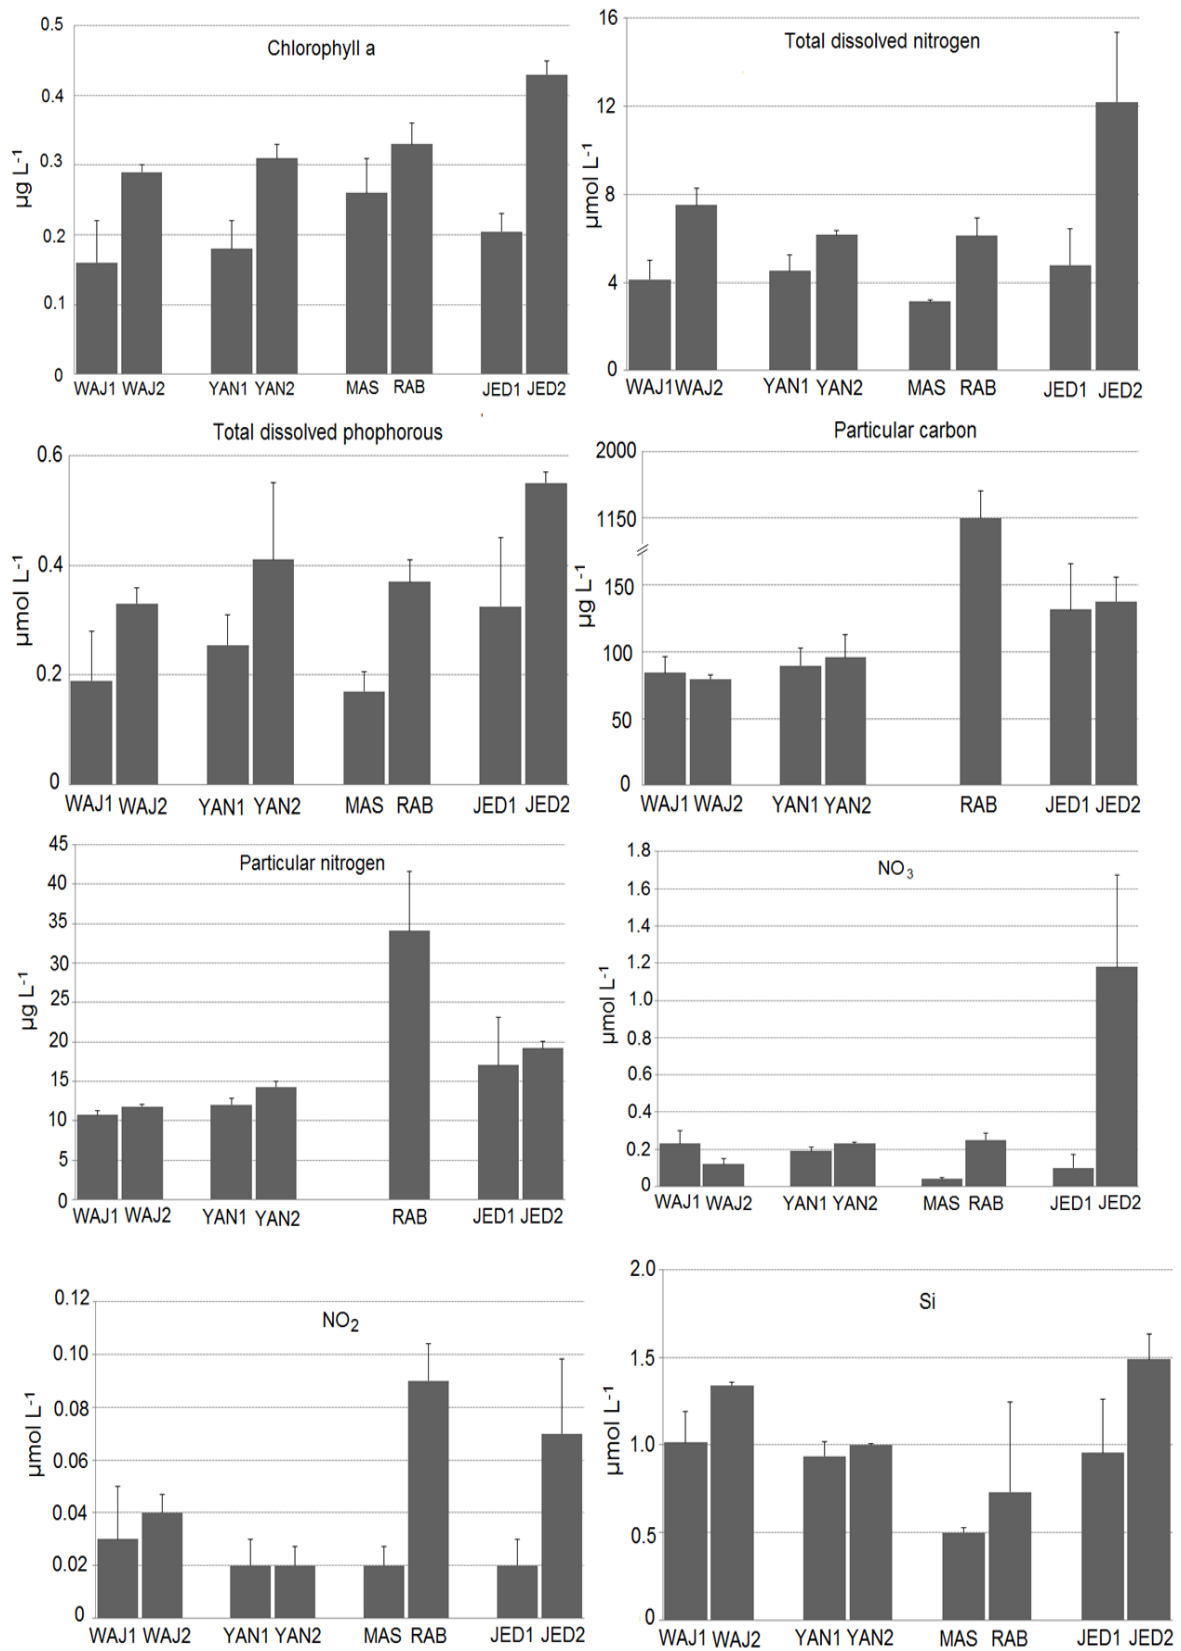 Chlorophyll a
0.5
0.4
0.3
0.2
0.1
0
µg L-1
WAJ1 WAJ2 YAN1 YAN2 MAS RAB JED1 JED2
Total dissolved nitrogen
16
12
8
4
0
µmol L-1
WAJ1 WAJ2 YAN1 YAN2 MAS RAB JED1 JED2
Total dissolved phophorous
0.6
0.4
0.2
0
µmol L-1
WAJ1 WAJ2 YAN1 YAN2 MAS RAB JED1 JED2
Particular carbon
2000
1150
150
100
50
0
µg L-1
WAJ1 WAJ2 YAN1 YAN2 RAB JED1 JED2
Particular nitrogen
45
40
35
30
25
20
15
10
5
0
µg L-1
WAJ1 WAJ2 YAN1 YAN2 RAB JED1 JED2
NO3
1.8
1.6
1.4
1.2
1.0
0.8
0.6
0.4
0.2
0
µmol L-1
WAJ1 WAJ2 YAN1 YAN2 MAS RAB JED1 JED2
NO2
0.12
0.10
0.08
0.06
0.04
0.02
0
µmol L-1
WAJ1 WAJ2 YAN1 YAN2 MAS RAB JED1 JED2
Si
2.0
1.5
1.0
0.5
0
µmol L-1
WAJ1 WAJ2 YAN1 YAN2 MAS RAB JED1 JED2